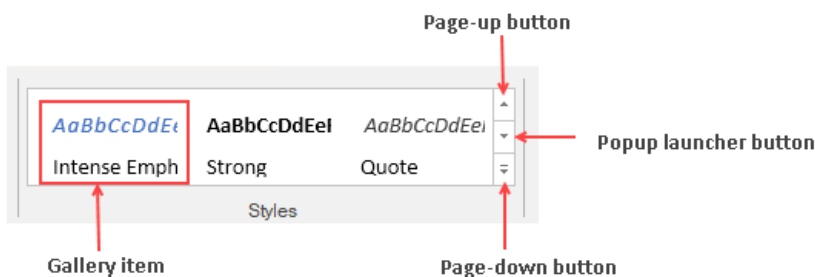 Page-up button
AaBbCcDdEe AaBbCcDdEeI AaBbCcDdEeI
Popup launcher button
Intense Emph Strong Quote
Styles
Gallery item Page-down button